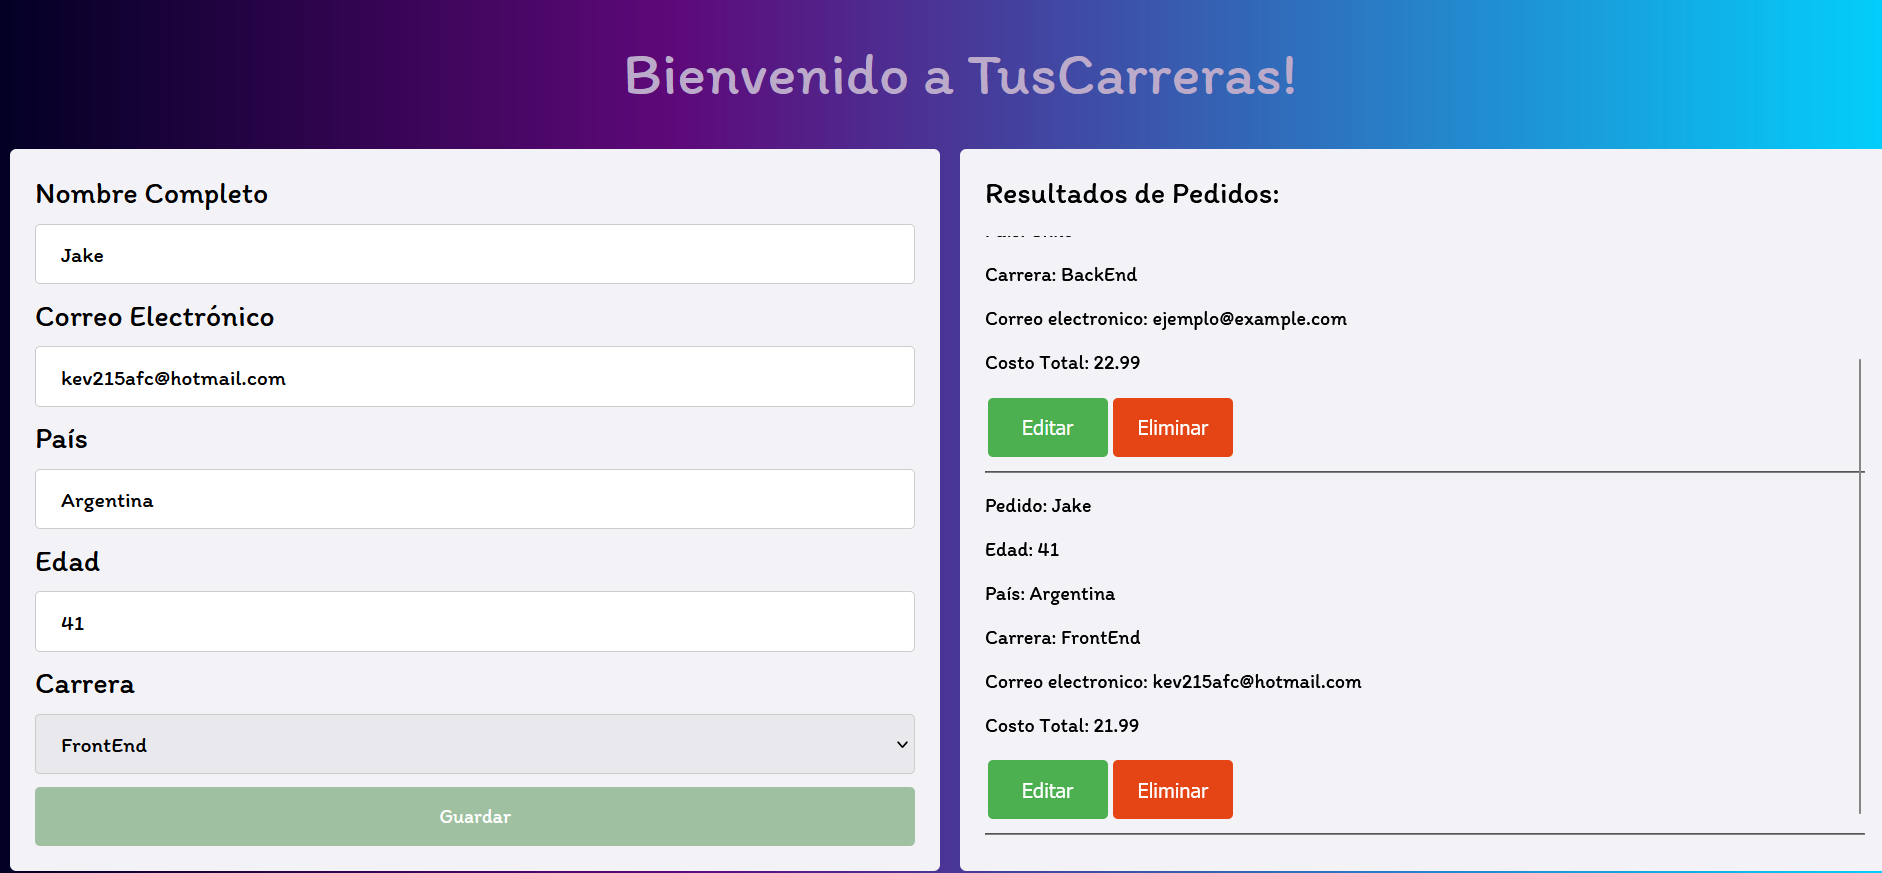 Bienvenido a TusCarreras!
Nombre Completo
Jake
Correo Electrónico
kev215afc@hotmail.com
País
Argentina
Edad
41
Carrera
FrontEnd
Guardar
Resultados de Pedidos:
Carrera: BackEnd
Correo electronico: ejemplo@example.com
Costo Total: 22.99
Editar Eliminar
Pedido: Jake
Edad: 41
País: Argentina
Carrera: FrontEnd
Correo electronico: kev215afc@hotmail.com
Costo Total: 21.99
Editar Eliminar